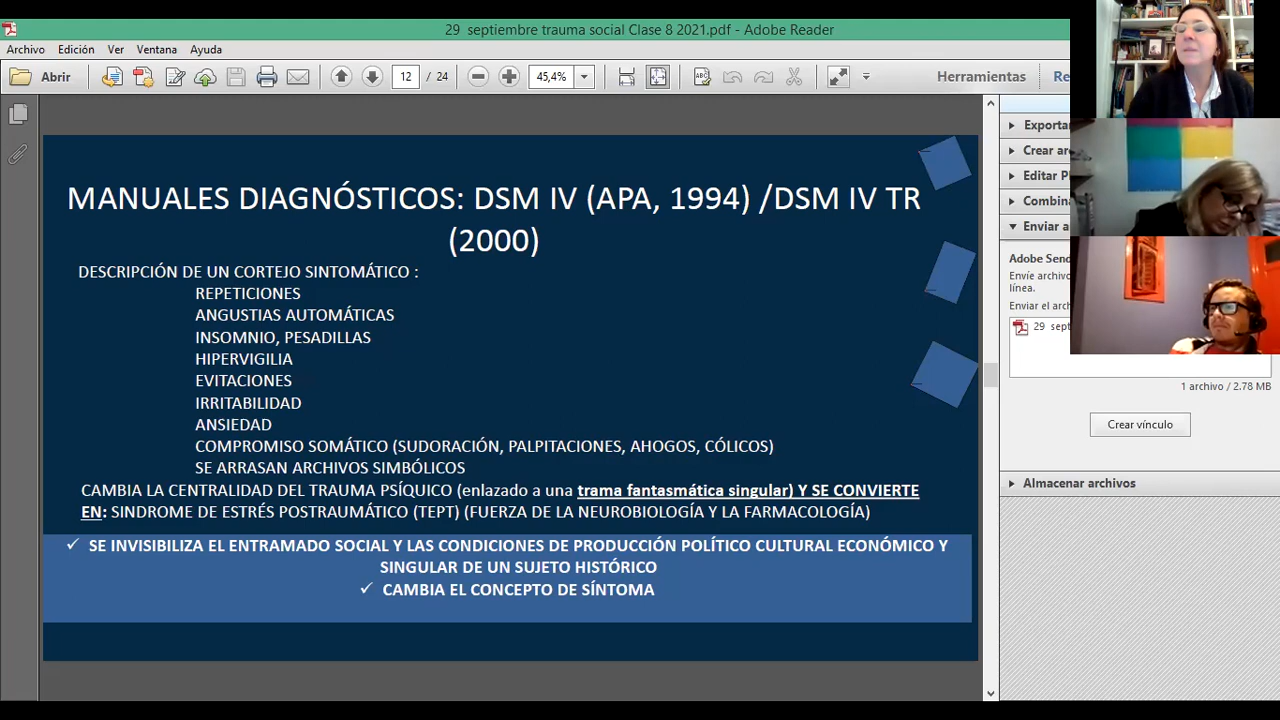 29 septiembre trauma social Clase 8 2021.pdf - Adobe Reader
Archivo Edición Ver Ventana Ayuda
Abrir 12 / 24 45,4% Herramientas
MANUALES DIAGNÓSTICOS: DSM IV (APA, 1994) /DSM IV TR
(2000)
DESCRIPCIÓN DE UN CORTEJO SINTOMÁTICO :
REPETICIONES
ANGUSTIAS AUTOMÁTICAS
INSOMNIO, PESADILLAS
HIPERVIGILIA
EVITACIONES
IRRITABILIDAD
ANSIEDAD
COMPROMISO SOMÁTICO (SUDORACIÓN, PALPITACIONES, AHOGOS, CÓLICOS)
SE ARRASAN ARCHIVOS SIMBÓLICOS
CAMBIA LA CENTRALIDAD DEL TRAUMA PSÍQUICO (enlazado a una trama fantasmática singular) Y SE CONVIERTE
EN: SINDROME DE ESTRÉS POSTRAUMÁTICO (TEPT) (FUERZA DE LA NEUROBIOLOGÍA Y LA FARMACOLOGÍA)
✓ SE INVISIBILIZA EL ENTRAMADO SOCIAL Y LAS CONDICIONES DE PRODUCCIÓN POLÍTICO CULTURAL ECONÓMICO Y
SINGULAR DE UN SUJETO HISTÓRICO
✓ CAMBIA EL CONCEPTO DE SÍNTOMA
Exporta
Crear ar
Editar P
Combina
Enviar a
Adobe Send
Envíe archivo
línea.
Enviar el arch
29 sept
1 archivo / 2.78 MB
Crear vínculo
Almacenar archivos